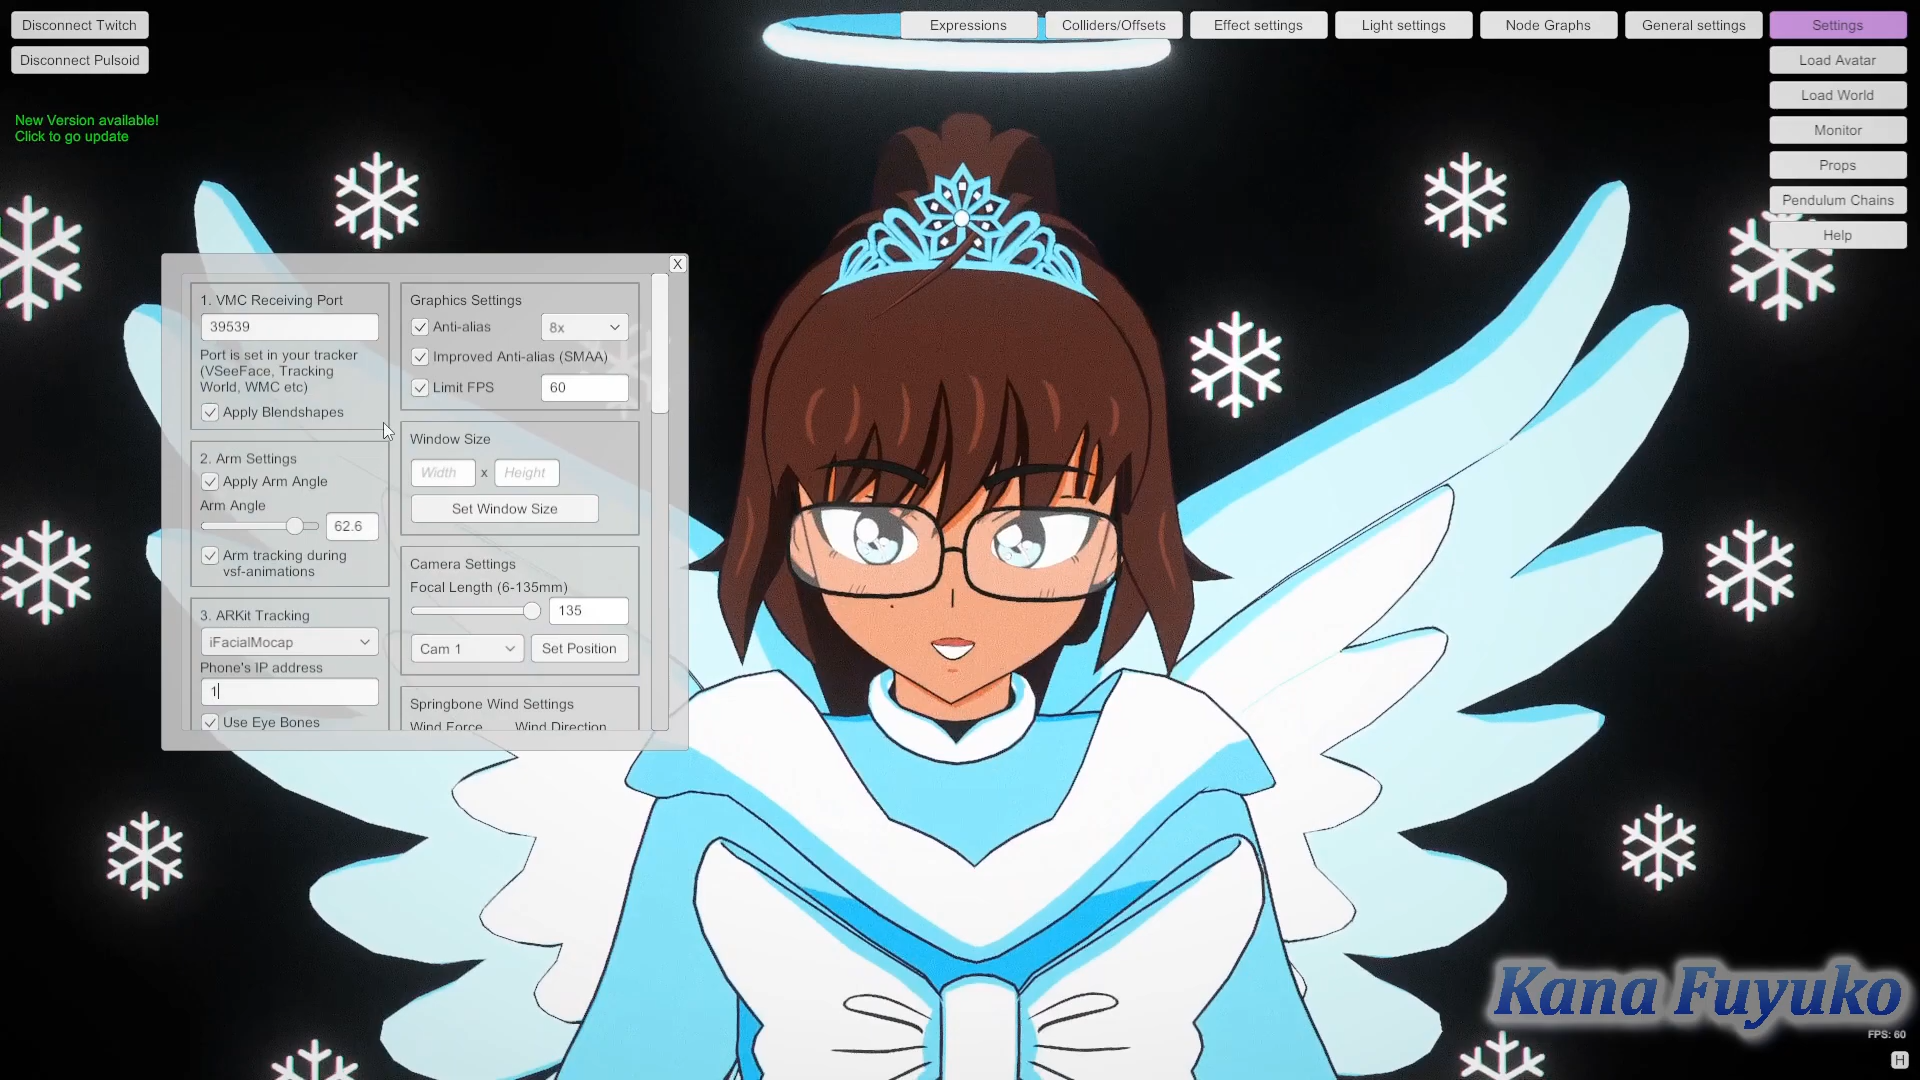 Disconnect Twitch
Disconnect Pulsoid
New Version available!
Click to go update
Expressions
Colliders/Offsets
Effect settings
Light settings
Node Graphs
General settings
Settings
Load Avatar
Load World
Monitor
Props
Pendulum Chains
Help
X
1. VMC Receiving Port
39539
Port is set in your tracker
(VSeeFace, Tracking
World, WMC etc)
Apply Blendshapes
2. Arm Settings
Apply Arm Angle
Arm Angle
62.6
Arm tracking during
vsf-animations
3. ARKit Tracking
iFacialMocap
Phone's IP address
1
Use Eye Bones
Graphics Settings
Anti-alias
8x
Improved Anti-alias (SMAA)
Limit FPS
60
Window Size
Width x Height
Set Window Size
Camera Settings
Focal Length (6-135mm)
135
Cam 1
Set Position
Springbone Wind Settings
Wind Force Wind Direction
Kana Fuyuko
FPS: 60
H